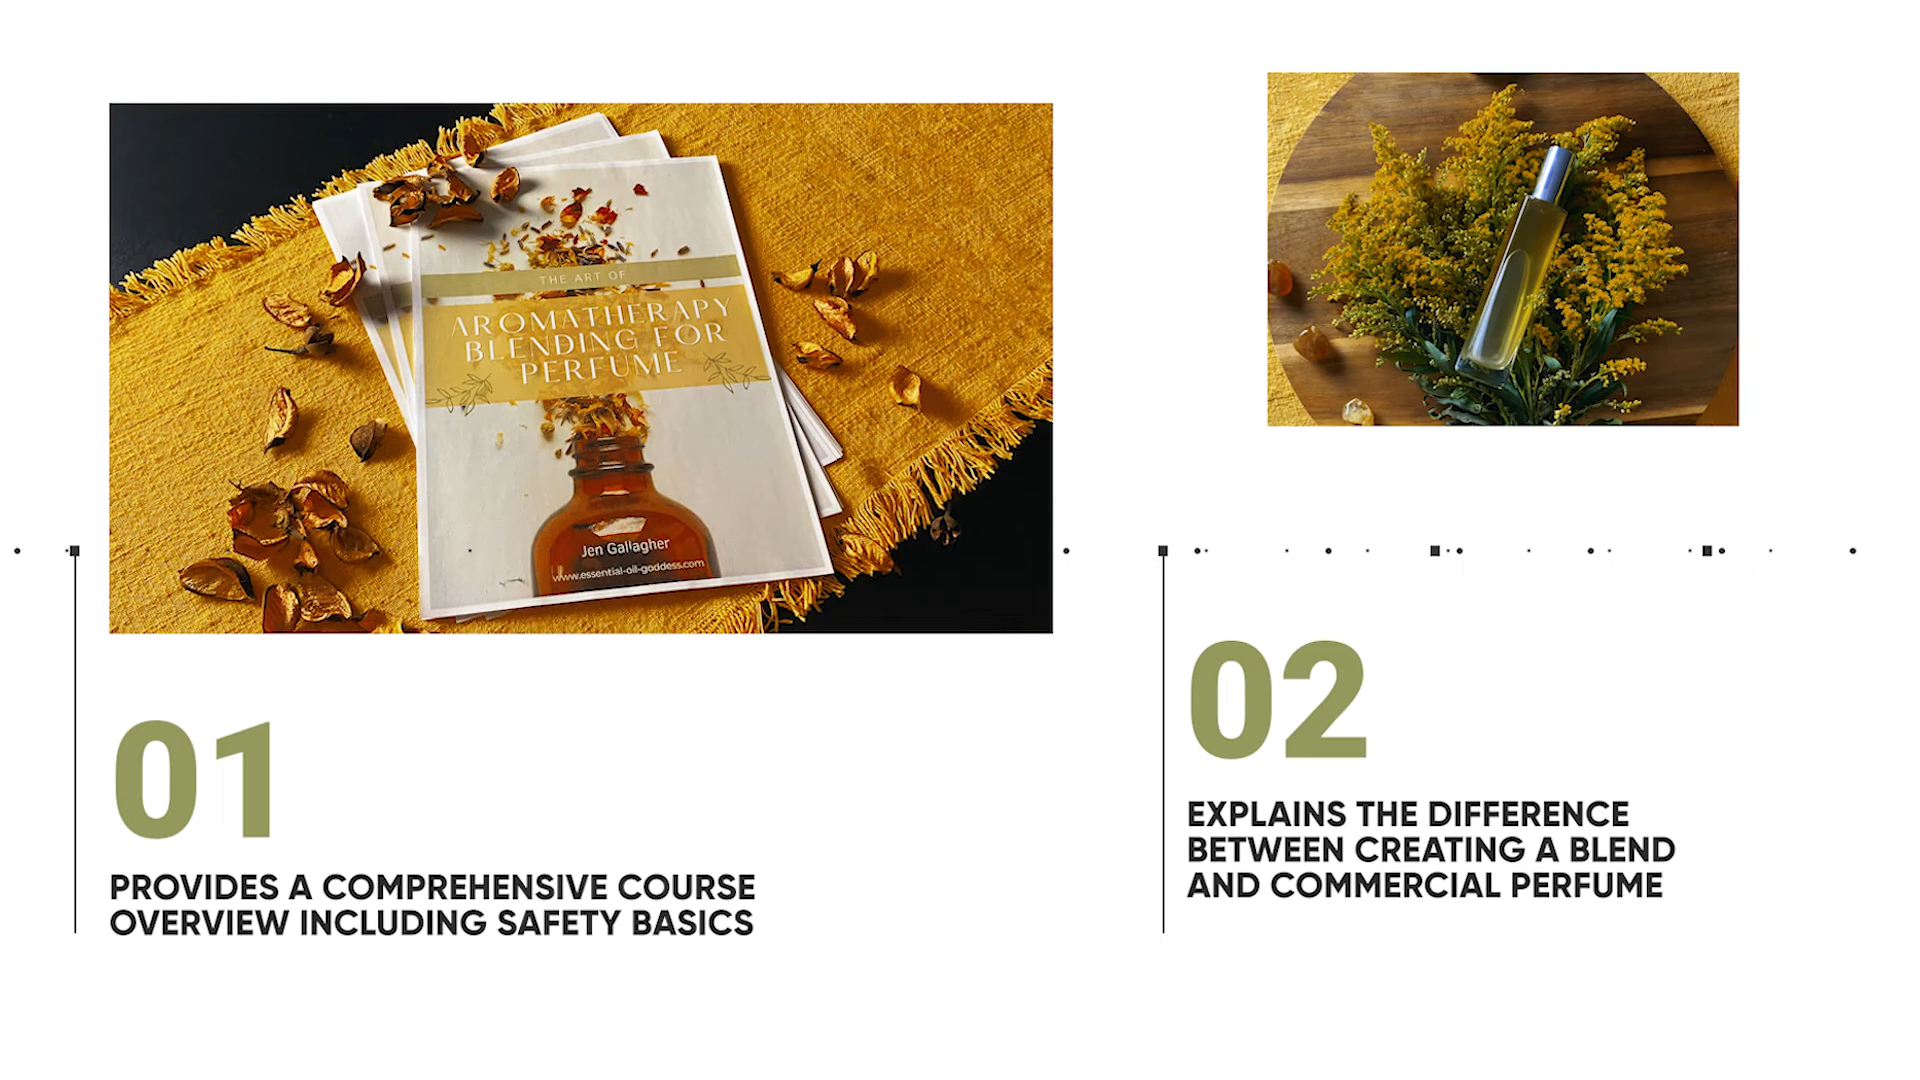 THE ART OF
AROMATHERAPY
BLENDING FOR
PERFUME
Jen Gallagher
www.essential-oil-goddess.com
01
PROVIDES A COMPREHENSIVE COURSE
OVERVIEW INCLUDING SAFETY BASICS
02
EXPLAINS THE DIFFERENCE
BETWEEN CREATING A BLEND
AND COMMERCIAL PERFUME